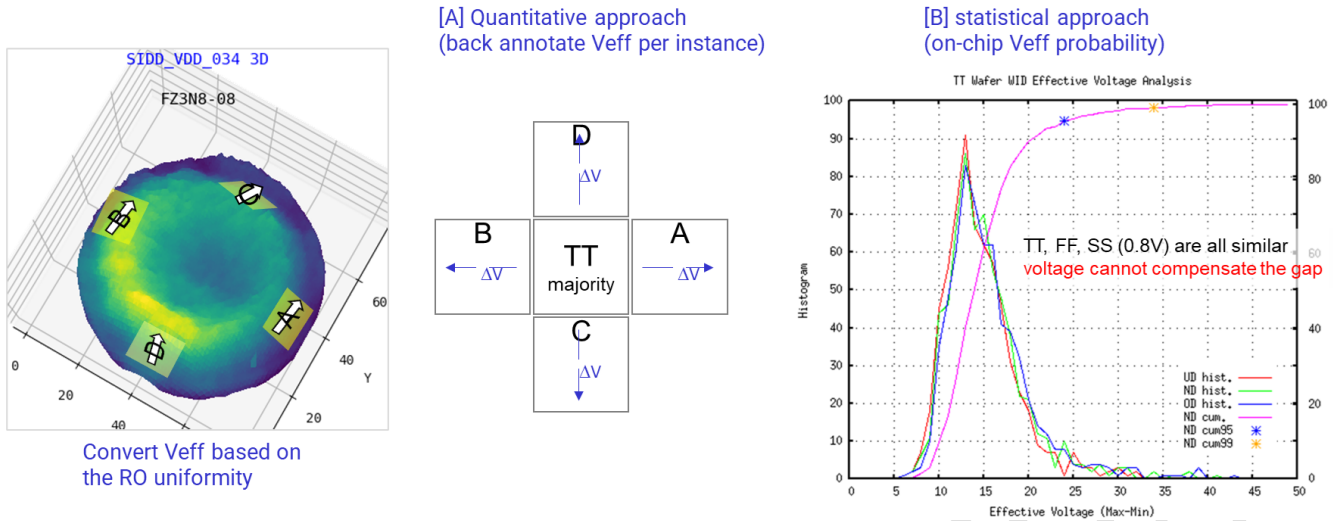 [A] Quantitative approach
(back annotate Veff per instance)
[B] statistical approach
(on-chip Veff probability)
SIDD_VDD_034 3D
FZ3N8-08
B
C
A
D
0
20
40
20
40
60
Y
Convert Veff based on
the RO uniformity
D
ΔV
B
ΔV
TT
majority
A
ΔV
C
ΔV
TT Wafer WID Effective Voltage Analysis
Histogram
100
90
80
70
60
50
40
30
20
10
0
100
80
60
40
20
0
TT, FF, SS (0.8V) are all similar
voltage cannot compensate the gap
UD hist.
ND hist.
OD hist.
ND cum.
ND cum95
ND cum99
0 5 10 15 20 25 30 35 40 45 50
Effective Voltage (Max-Min)